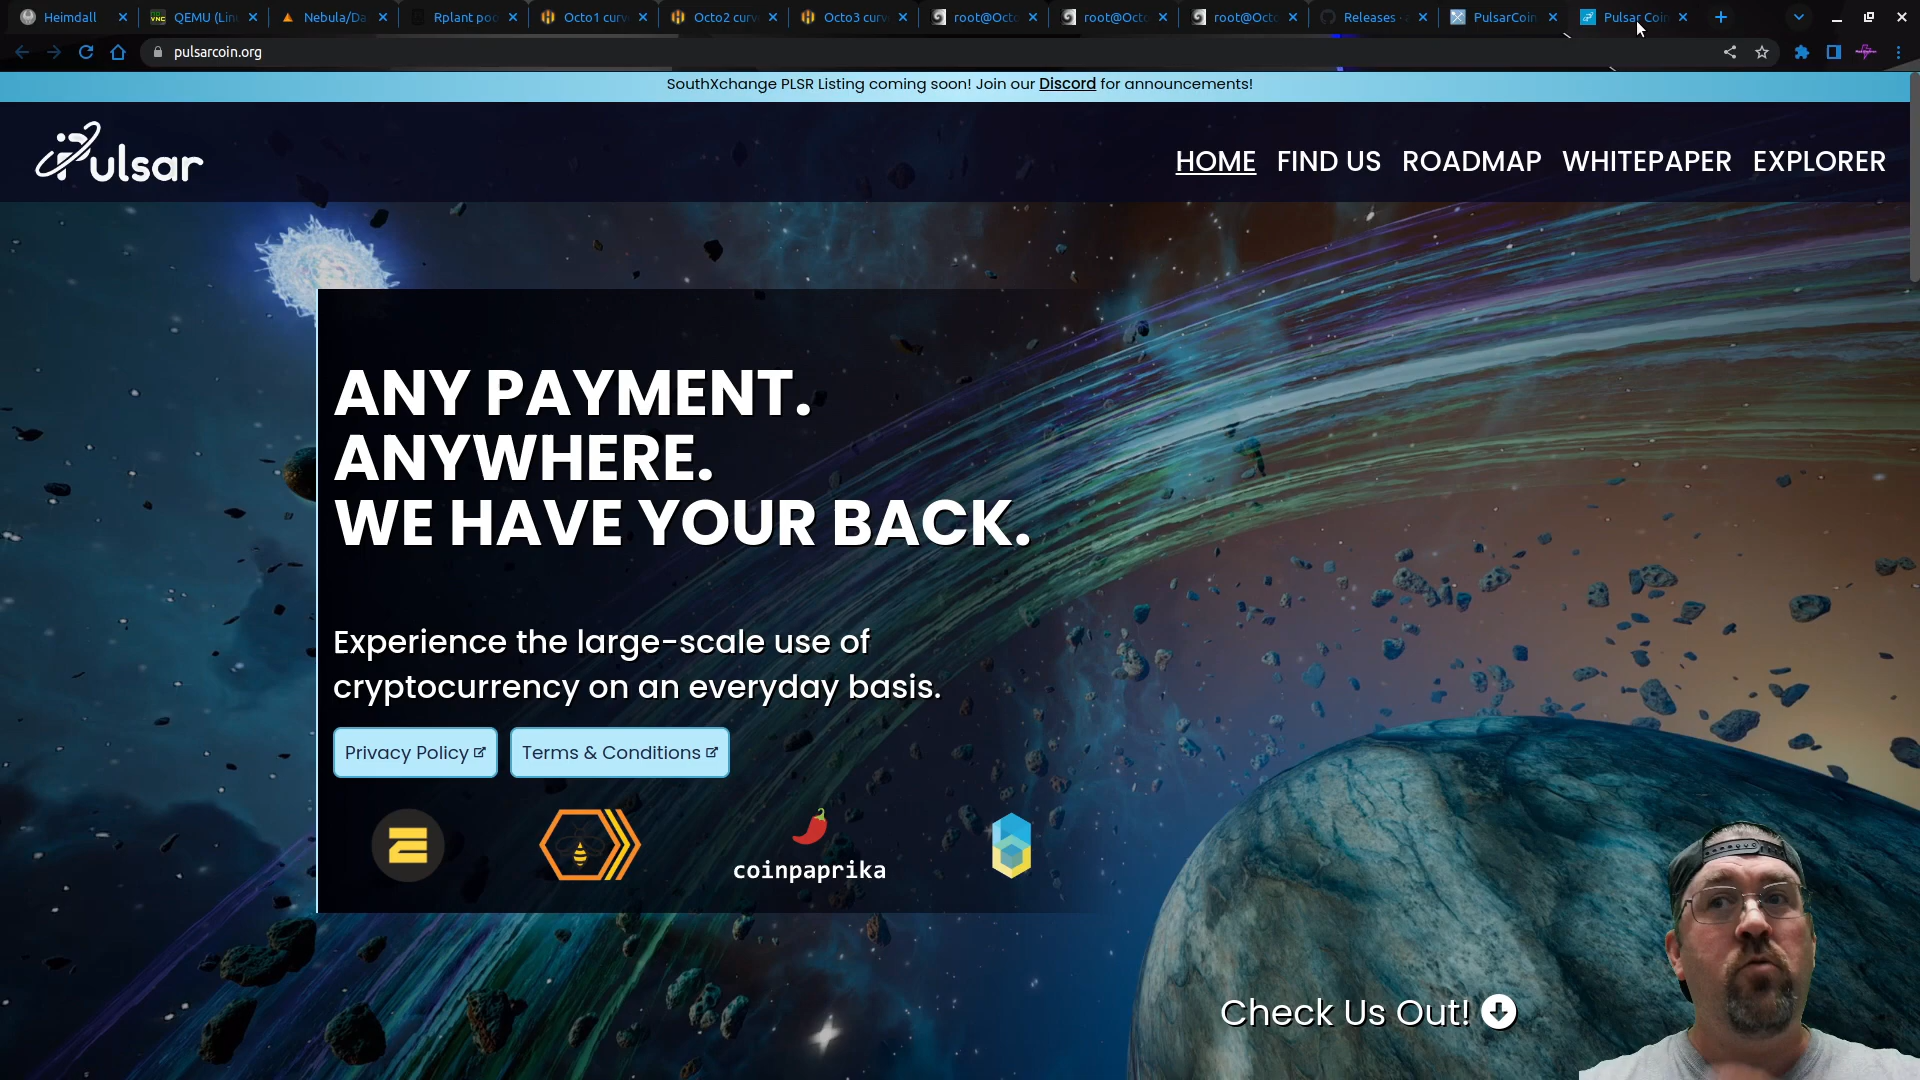 Heimdall
QEMU (Lin
Nebula/Da
Rplant poo
Octo1 curv
Octo2 curv
Octo3 curv
root@Octo
root@Octo
root@Octo
Releases ·
PulsarCoin
Pulsar Coin
pulsarcoin.org
SouthXchange PLSR Listing coming soon! Join our Discord for announcements!
Pulsar
HOME FIND US ROADMAP WHITEPAPER EXPLORER
ANY PAYMENT.
ANYWHERE.
WE HAVE YOUR BACK.
Experience the large-scale use of
cryptocurrency on an everyday basis.
Privacy Policy
Terms & Conditions
coinpaprika
Check Us Out!